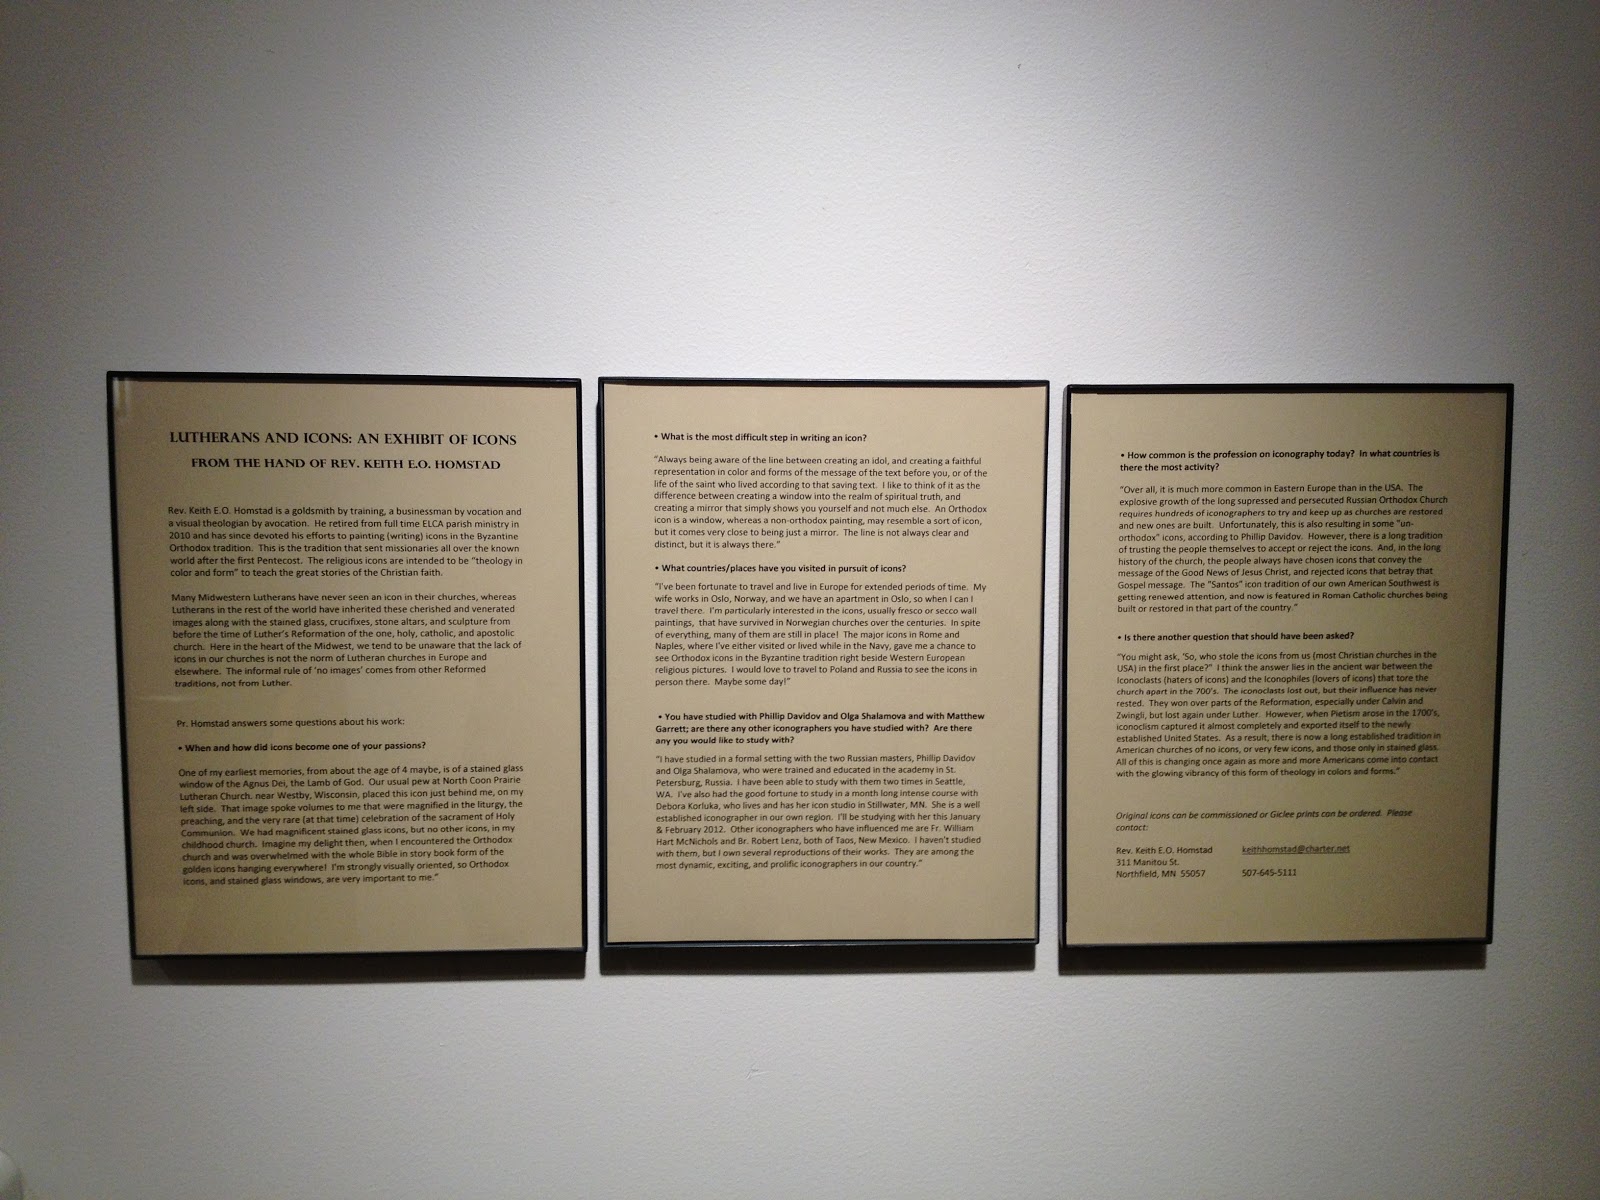 LUTHERANS AND ICONS: AN EXHIBIT OF ICONS
FROM THE HAND OF REV. KEITH E.O. HOMSTAD
Rev. Keith E.O. Homstad is a goldsmith by training, a businessman by vocation and
a visual theologian by avocation. He retired from full time ELCA parish ministry in
2010 and has since devoted his efforts to painting (writing) icons in the Byzantine
Orthodox tradition. This is the tradition that sent missionaries all over the known
world after the first Pentecost. The religious icons are intended to be "theology in
color and form" to teach the great stories of the Christian faith.
Many Midwestern Lutherans have never seen an icon in their churches, whereas
Lutherans in the rest of the world have inherited these cherished and venerated
images along with the stained glass, crucifixes, stone altars, and sculpture from
before the time of Luther's Reformation of the one, holy, catholic, and apostolic
church. Here in the heart of the Midwest, we tend to be unaware that the lack of
icons in our churches is not the norm of Lutheran churches in Europe and
elsewhere. The informal rule of 'no images' comes from other Reformed
traditions, not from Luther.
Pr. Homstad answers some questions about his work:
• When and how did icons become one of your passions?
One of my earliest memories, from about the age of 4 maybe, is of a stained glass
window of the Agnus Dei, the Lamb of God. Our usual pew at North Coon Prairie
Lutheran Church. near Westby, Wisconsin, placed this icon just behind me, on my
left side. That image spoke volumes to me that were magnified in the liturgy, the
preaching, and the very rare (at that time) celebration of the sacrament of Holy
Communion. We had magnificent stained glass icons, but no other icons, in my
childhood church. Imagine my delight then, when I encountered the Orthodox
church and was overwhelmed with the whole Bible in story book form of the
golden icons hanging everywhere! I'm strongly visually oriented, so Orthodox
icons, and stained glass windows, are very important to me."
• What is the most difficult step in writing an icon?
"Always being aware of the line between creating an idol, and creating a faithful
representation in color and forms of the message of the text before you, or of the
life of the saint who lived according to that saving text. I like to think of it as the
difference between creating a window into the realm of spiritual truth, and
creating a mirror that simply shows you yourself and not much else. An Orthodox
icon is a window, whereas a non-orthodox painting, may resemble a sort of icon,
but it comes very close to being just a mirror. The line is not always clear and
distinct, but it is always there."
• What countries/places have you visited in pursuit of icons?
"I've been fortunate to travel and live in Europe for extended periods of time. My
wife works in Oslo, Norway, and we have an apartment in Oslo, so when I can I
travel there. I'm particularly interested in the icons, usually fresco or secco wall
paintings, that have survived in Norwegian churches over the centuries. In spite
of everything, many of them are still in place! The major icons in Rome and
Naples, where I've either visited or lived while in the Navy, gave me a chance to
see Orthodox icons in the Byzantine tradition right beside Western European
religious pictures. I would love to travel to Poland and Russia to see the icons in
person there. Maybe some day!"
• You have studied with Phillip Davidov and Olga Shalamova and with Matthew
Garrett; are there any other iconographers you have studied with? Are there
any you would like to study with?
"I have studied in a formal setting with the two Russian masters, Phillip Davidov
and Olga Shalamova, who were trained and educated in the academy in St.
Petersburg, Russia. I have been able to study with them two times in Seattle,
WA. I've also had the good fortune to study in a month long intense course with
Debora Korluka, who lives and has her icon studio in Stillwater, MN. She is a well
established iconographer in our own region. I'll be studying with her this January
& February 2012. Other iconographers who have influenced me are Fr. William
Hart McNichols and Br. Robert Lenz, both of Taos, New Mexico. I haven't studied
with them, but I own several reproductions of their works. They are among the
most dynamic, exciting, and prolific iconographers in our country."
• How common is the profession on iconography today? In what countries is
there the most activity?
"Over all, it is much more common in Eastern Europe than in the USA. The
explosive growth of the long supressed and persecuted Russian Orthodox Church
requires hundreds of iconographers to try and keep up as churches are restored
and new ones are built. Unfortunately, this is also resulting in some "un-
orthodox" icons, according to Phillip Davidov. However, there is a long tradition
of trusting the people themselves to accept or reject the icons. And, in the long
history of the church, the people always have chosen icons that convey the
message of the Good News of Jesus Christ, and rejected icons that betray that
Gospel message. The "Santos" icon tradition of our own American Southwest is
getting renewed attention, and now is featured in Roman Catholic churches being
built or restored in that part of the country."
• Is there another question that should have been asked?
"You might ask, 'So, who stole the icons from us (most Christian churches in the
USA) in the first place?" I think the answer lies in the ancient war between the
Iconoclasts (haters of icons) and the Iconophiles (lovers of icons) that tore the
church apart in the 700's. The iconoclasts lost out, but their influence has never
rested. They won over parts of the Reformation, especially under Calvin and
Zwingli, but lost again under Luther. However, when Pietism arose in the 1700's,
iconoclism captured it almost completely and exported itself to the newly
established United States. As a result, there is now a long established tradition in
American churches of no icons, or very few icons, and those only in stained glass.
All of this is changing once again as more and more Americans come into contact
with the glowing vibrancy of this form of theology in colors and forms."
Original icons can be commissioned or Giclee prints can be ordered. Please
contact:
Rev. Keith E.O. Homstad keithhomstad@charter.net
311 Manitou St.
Northfield, MN 55057 507-645-5111